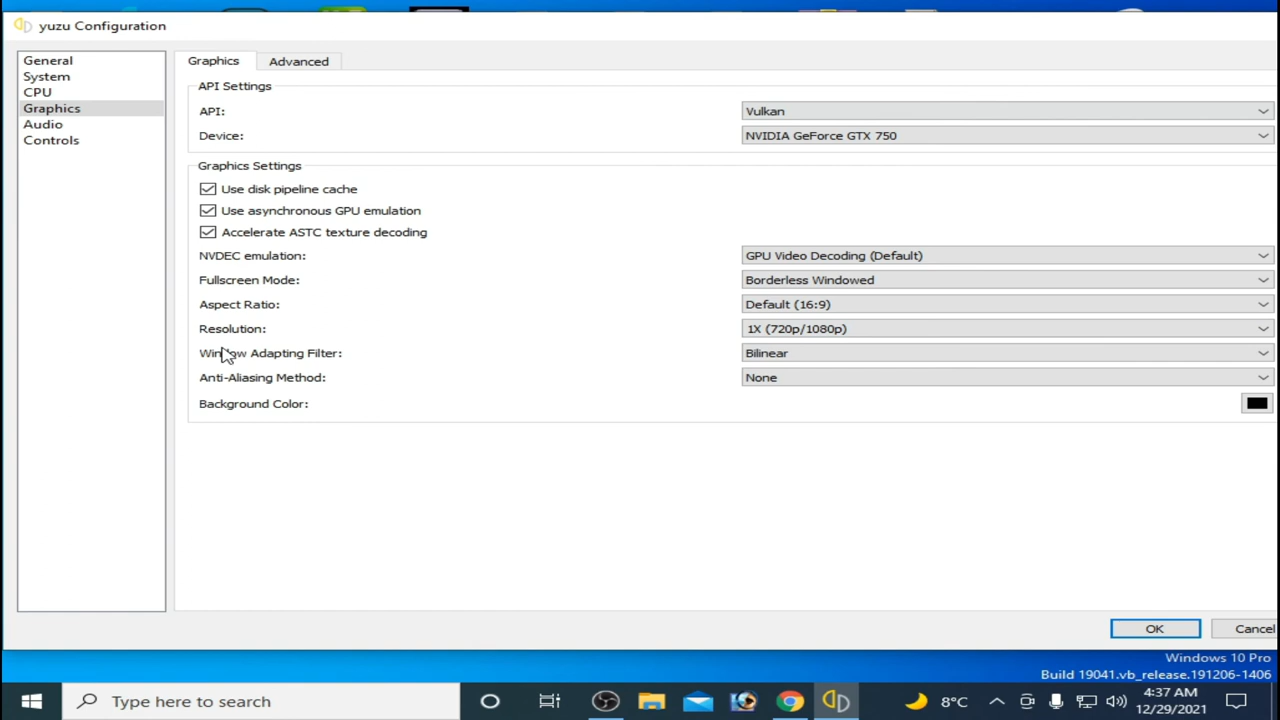 yuzu Configuration
General
System
CPU
Graphics
Audio
Controls
Graphics Advanced
API Settings
API: Vulkan
Device: NVIDIA GeForce GTX 750
Graphics Settings
Use disk pipeline cache
Use asynchronous GPU emulation
Accelerate ASTC texture decoding
NVDEC emulation: GPU Video Decoding (Default)
Fullscreen Mode: Borderless Windowed
Aspect Ratio: Default (16:9)
Resolution: 1X (720p/1080p)
Window Adapting Filter: Bilinear
Anti-Aliasing Method: None
Background Color:
OK Cancel
Windows 10 Pro
Build 19041.vb_release.191206-1406
Type here to search
8°C
4:37 AM
12/29/2021